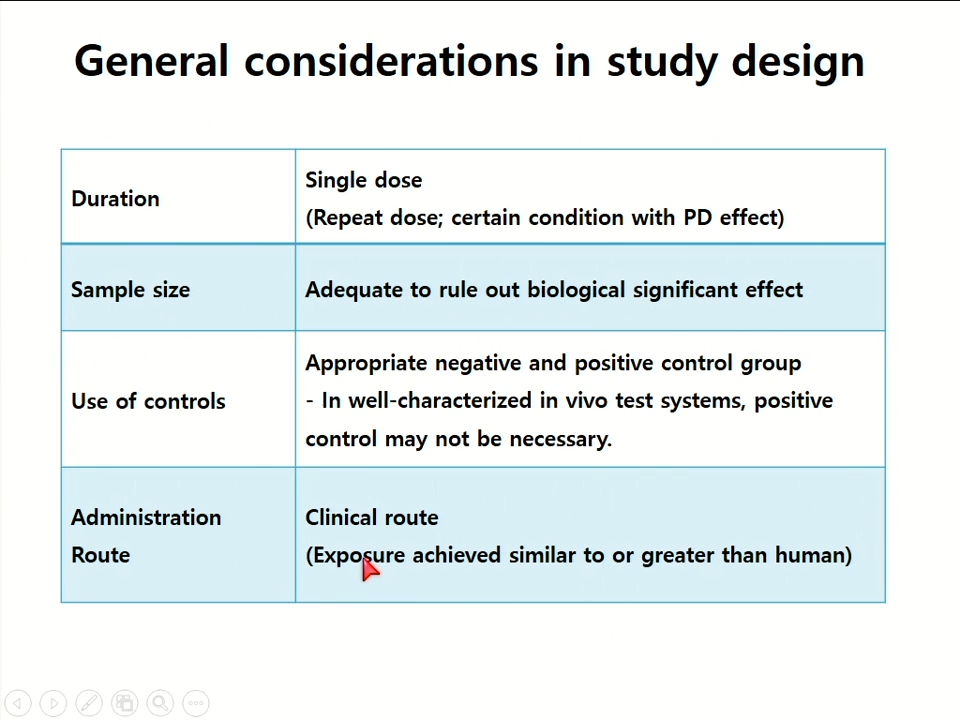 General considerations in study design
Duration
Single dose
(Repeat dose; certain condition with PD effect)
Sample size
Adequate to rule out biological significant effect
Use of controls
Appropriate negative and positive control group
- In well-characterized in vivo test systems, positive
control may not be necessary.
Administration
Route
Clinical route
(Exposure achieved similar to or greater than human)